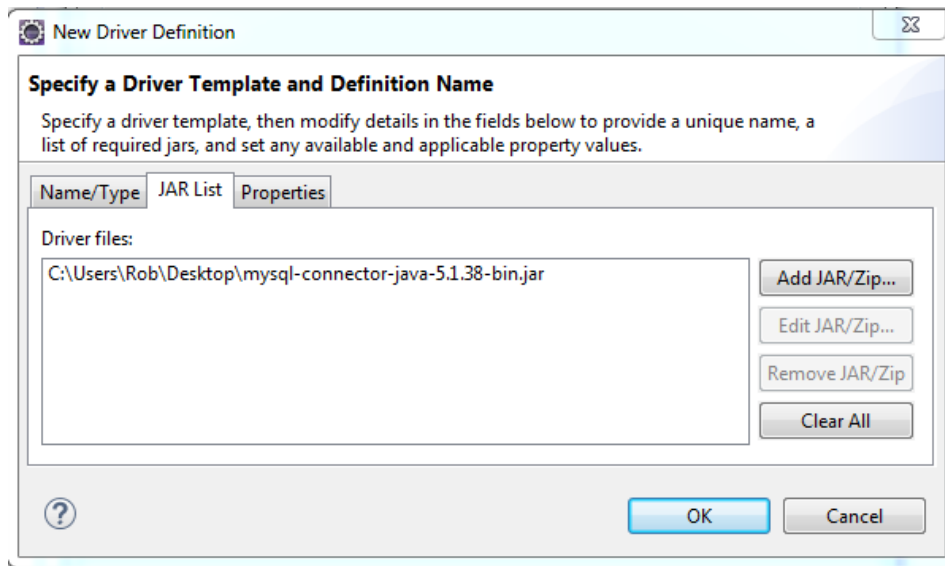 New Driver Definition
Specify a Driver Template and Definition Name
Specify a driver template, then modify details in the fields below to provide a unique name, a
list of required jars, and set any available and applicable property values.
Name/Type JAR List Properties
Driver files:
C:\Users\Rob\Desktop\mysql-connector-java-5.1.38-bin.jar
Add JAR/Zip...
Edit JAR/Zip...
Remove JAR/Zip
Clear All
? OK Cancel